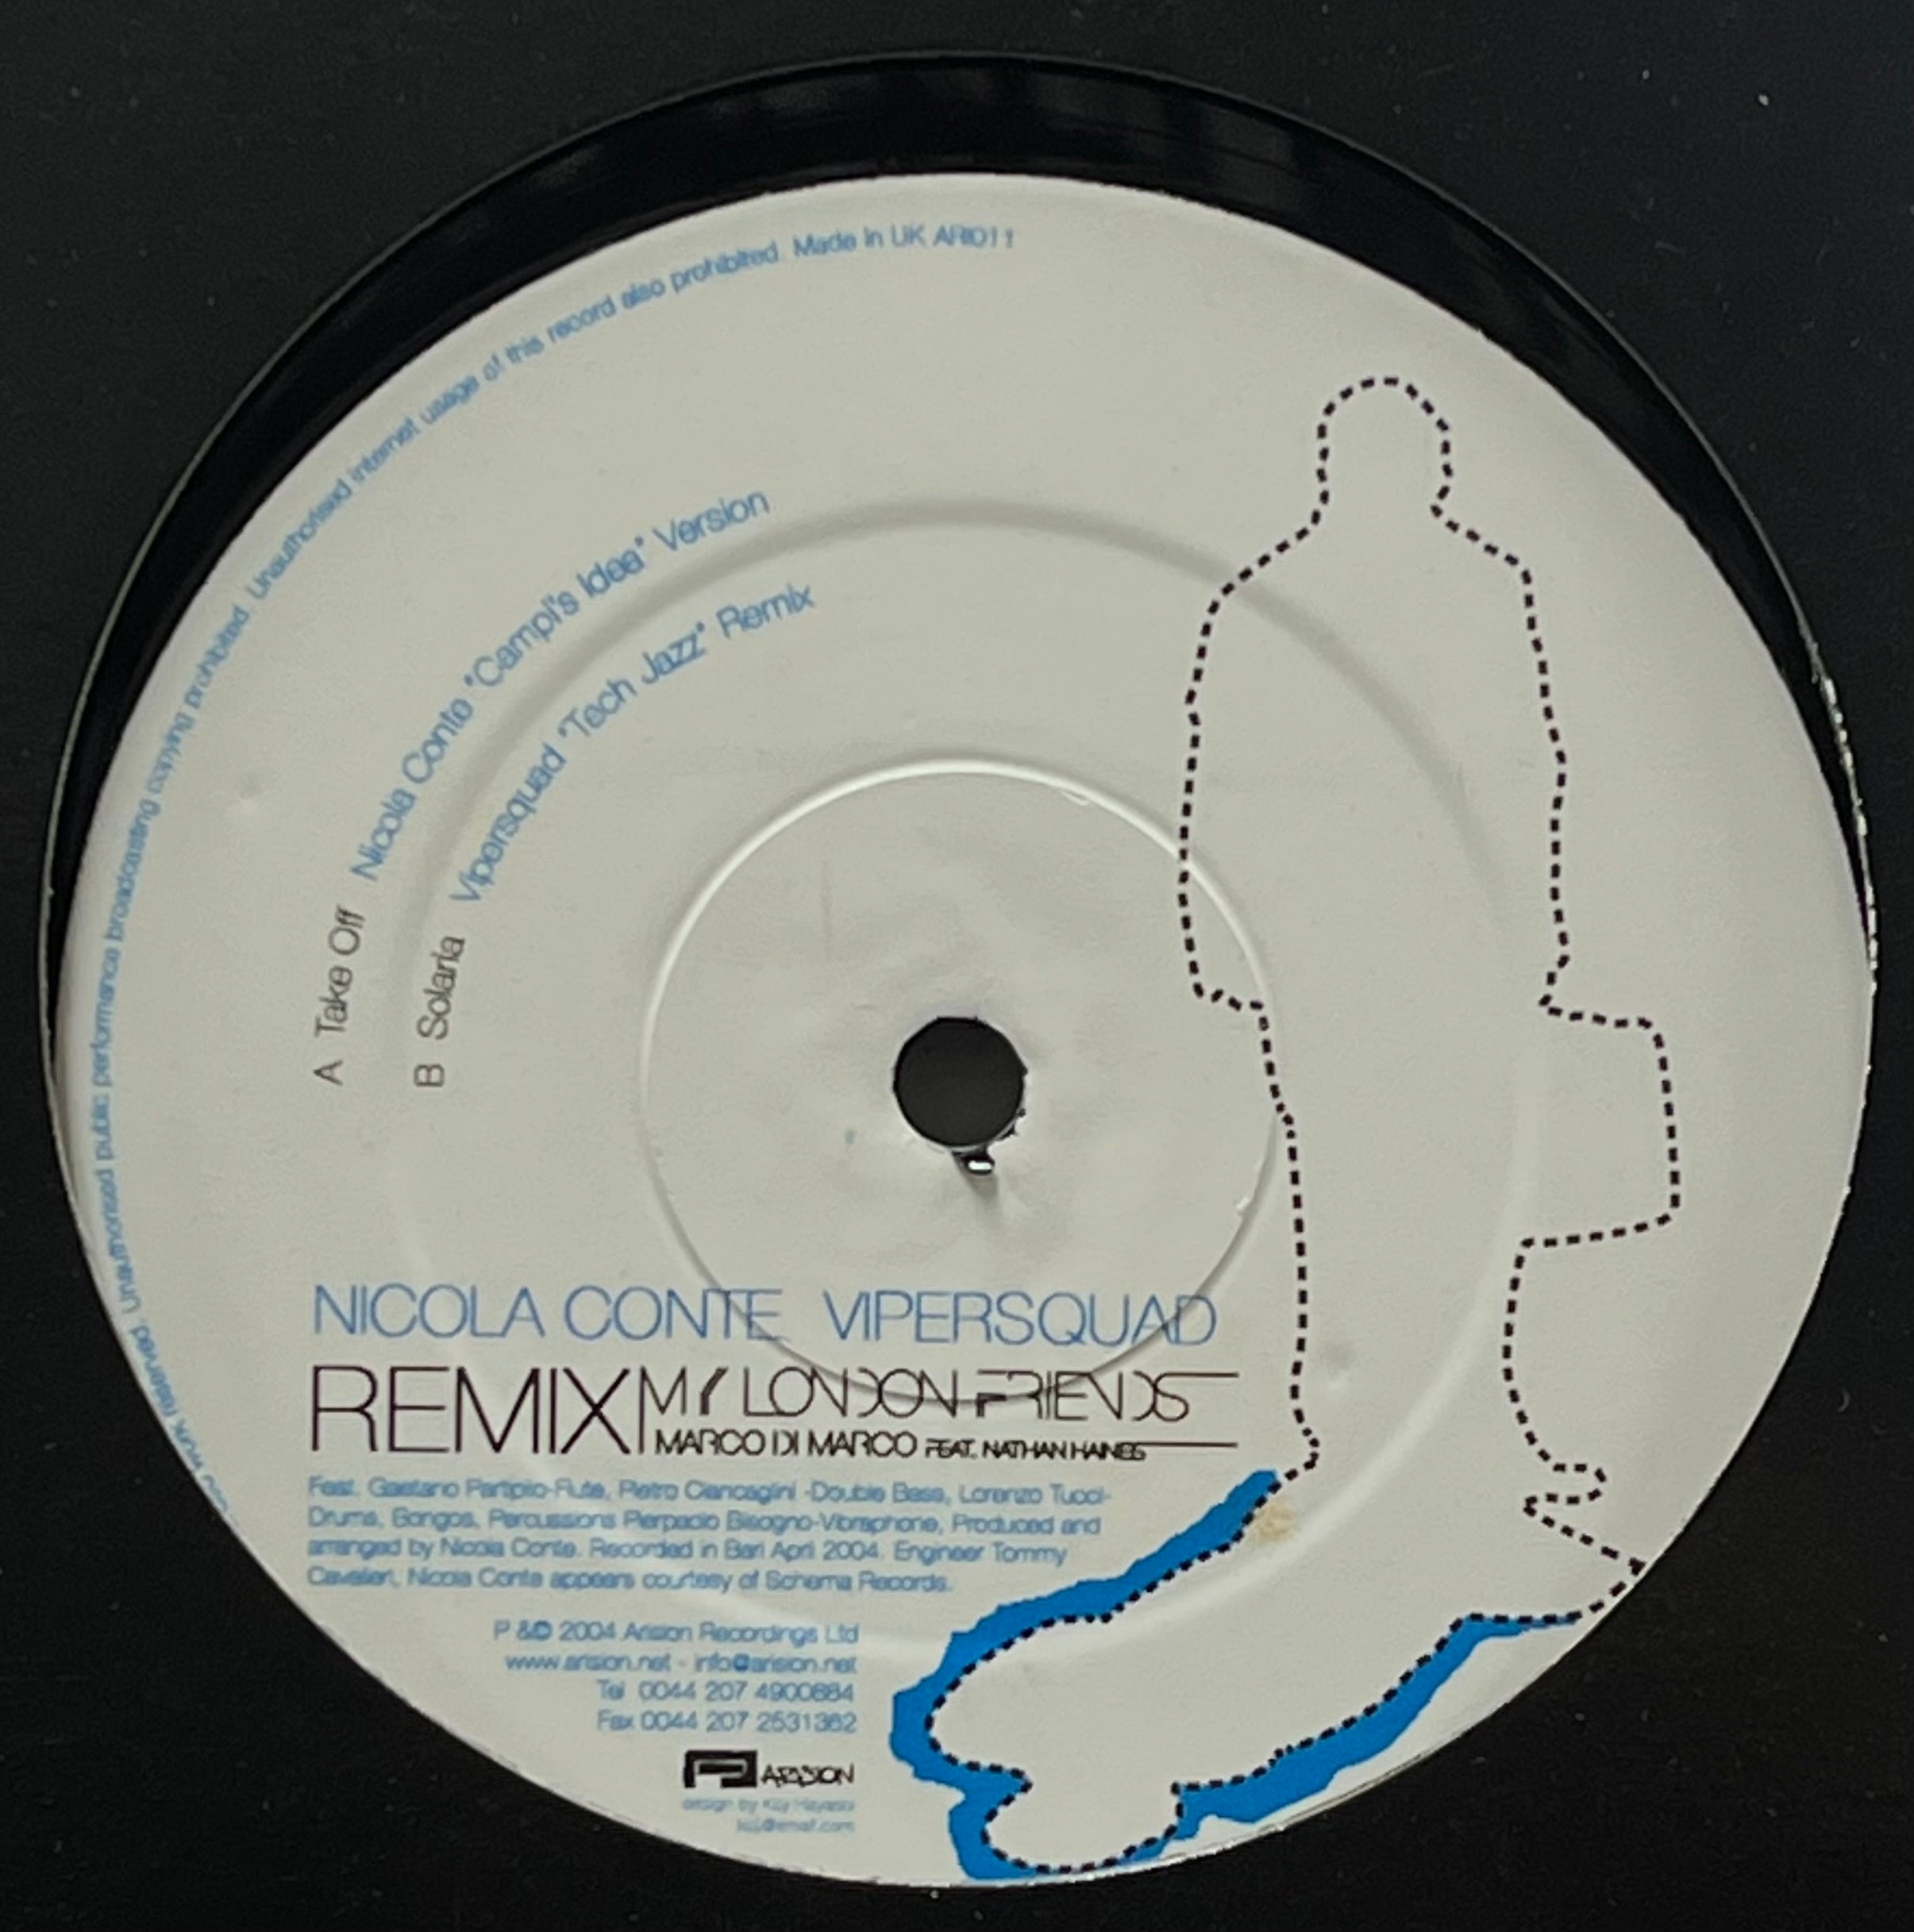 reserved. Unauthorised public performance broadcasting copying prohibited. Unauthorised internet usage of this record also prohibited. Made in UK ARI011
A Take Off Nicola Conte "Campi's Idea" Version
B Solaria Vipersquad "Tech Jazz" Remix
NICOLA CONTE VIPERSQUAD
REMIX MY LONDON FRIENDS
MARCO DI MARCO FEAT. NATHAN HAINES
Feat. Gaetano Partipilo-Flute, Pietro Ciancaglini -Double Bass, Lorenzo Tucci-
Drums, Bongos, Percussions Pierpaolo Bisogno-Vibraphone, Produced and
arranged by Nicola Conte. Recorded in Bari April 2004. Engineer Tommy
Cavalieri, Nicola Conte appears courtesy of Schema Records.
P &© 2004 Arision Recordings Ltd
www.arision.net - info@arision.net
Tel 0044 207 4900884
Fax 0044 207 2531362
ARISION
design by Hayashi